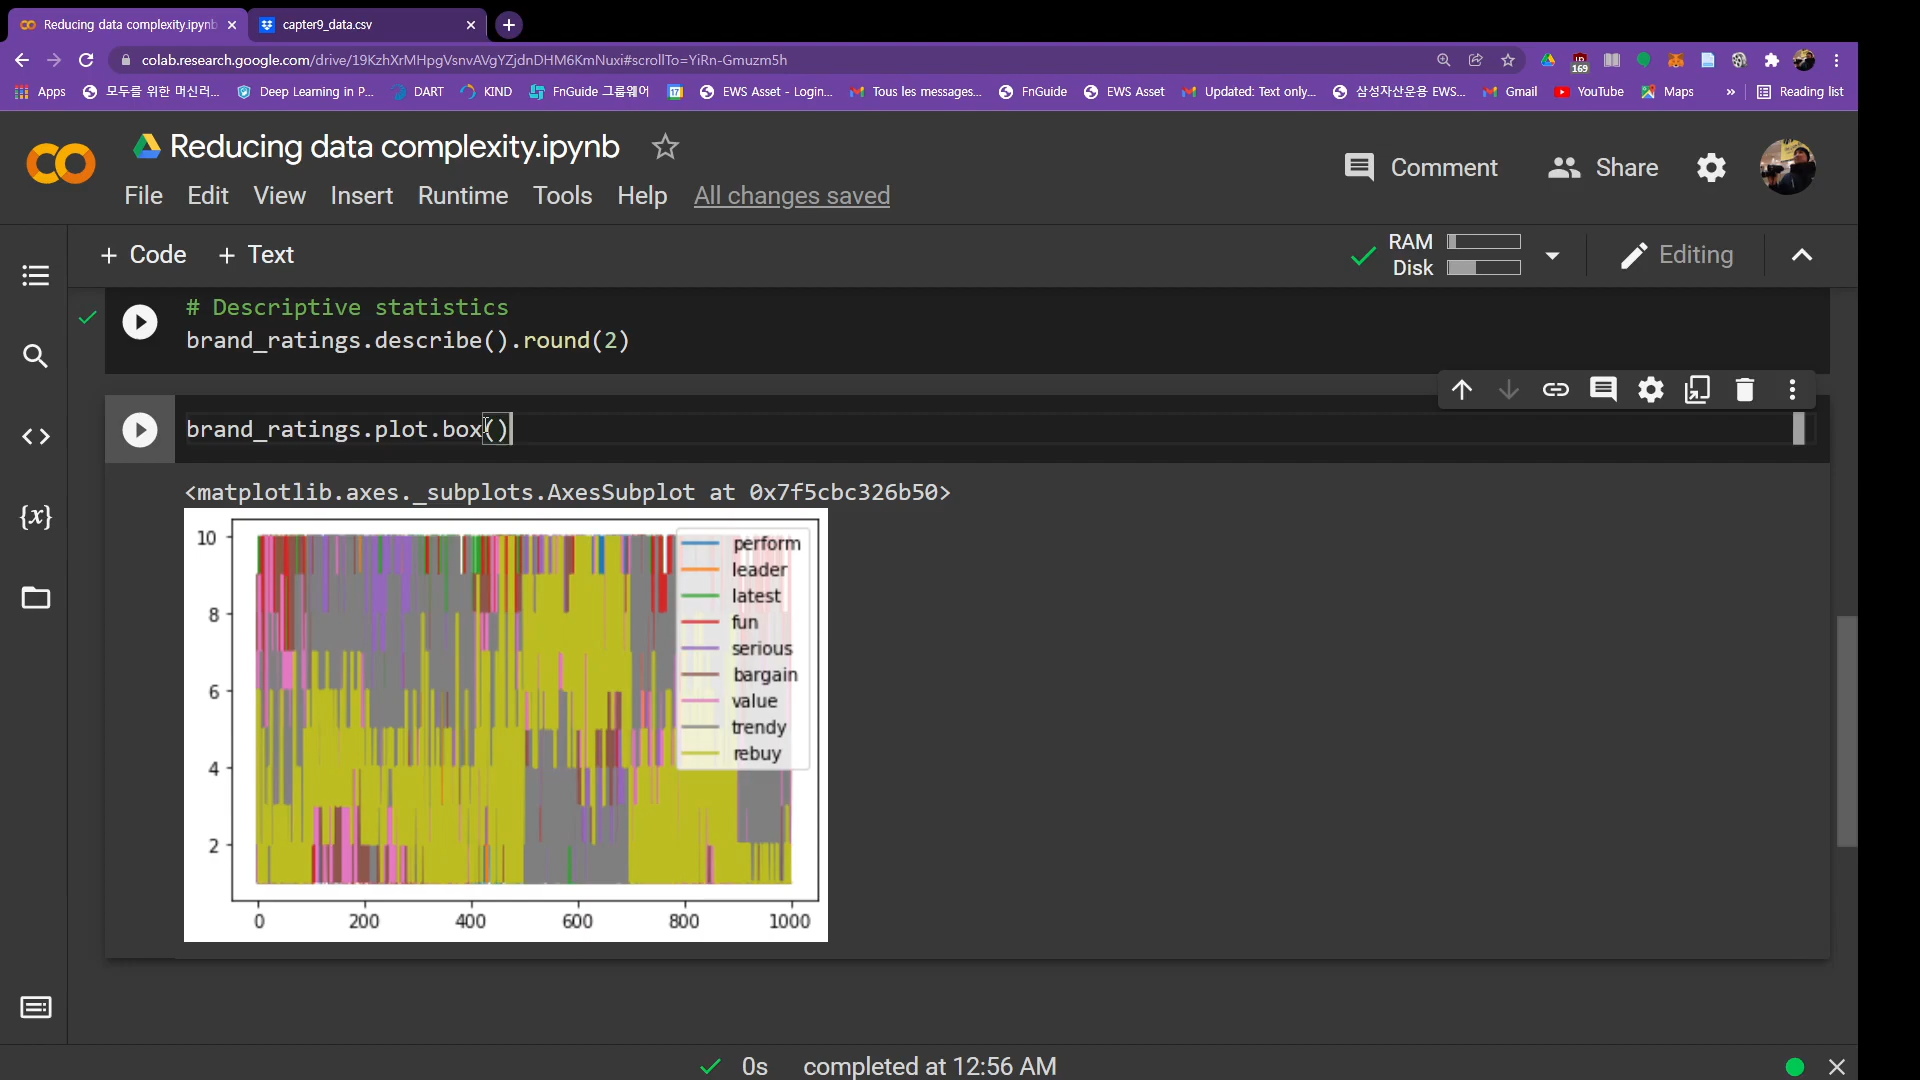 Reducing data complexity.ipynb
capter9_data.csv
colab.research.google.com/drive/19KzhXrMHpgVsnvAVgYZjdnDHM6KmNuxi#scrollTo=YiRn-Gmuzm5h
169
Apps
모두를 위한 머신러...
Deep Learning in P...
DART
KIND
FnGuide 그룹웨어
17
EWS Asset - Login...
Tous les messages...
FnGuide
EWS Asset
Updated: Text only...
삼성자산운용 EWS...
Gmail
YouTube
Maps
»
Reading list
Reducing data complexity.ipynb
Comment
Share
File Edit View Insert Runtime Tools Help All changes saved
+ Code + Text
RAM
Disk
Editing
# Descriptive statistics
brand_ratings.describe().round(2)
brand_ratings.plot.box()
<matplotlib.axes._subplots.AxesSubplot at 0x7f5cbc326b50>
10
8
6
4
2
perform
leader
latest
fun
serious
bargain
value
trendy
rebuy
0 200 400 600 800 1000
{x}
0s completed at 12:56 AM